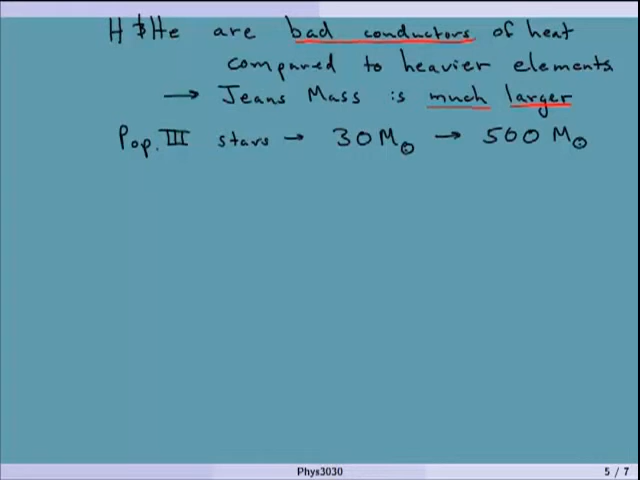 H & He are bad conductors of heat
compared to heavier elements
→ Jeans Mass is much larger
Pop. III stars → 30 M☉ → 500 M☉
Phys3030
5 / 7